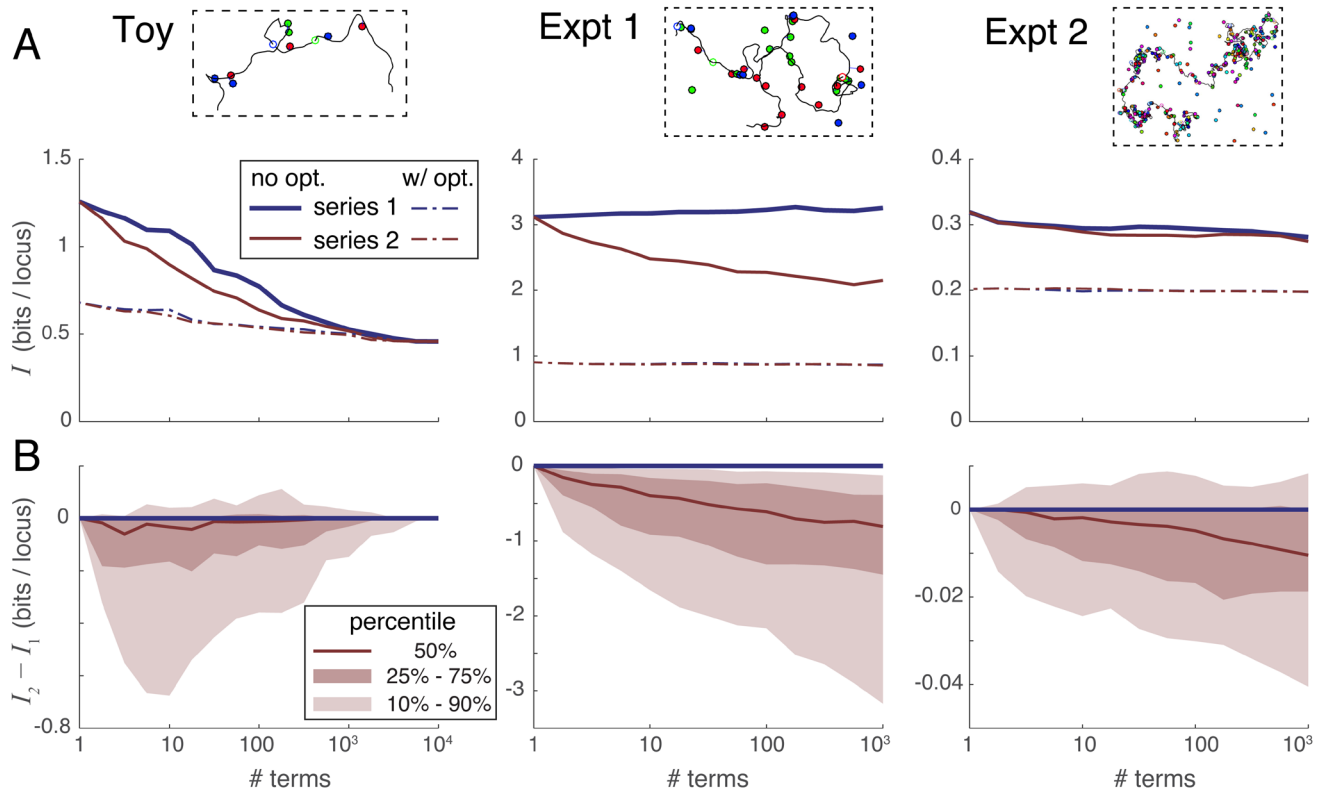 A
Toy
Expt 1
Expt 2
I (bits / locus)
1.5
1
0.5
0
no opt. w/ opt.
series 1
series 2
4
3
2
1
0
0.4
0.3
0.2
0.1
0
B
I₂ – I₁ (bits / locus)
0
-0.8
percentile
50%
25% - 75%
10% - 90%
1 10 100 10³ 10⁴
# terms
0
-1
-2
-3
1 10 100 10³
# terms
0
-0.02
-0.04
1 10 100 10³
# terms